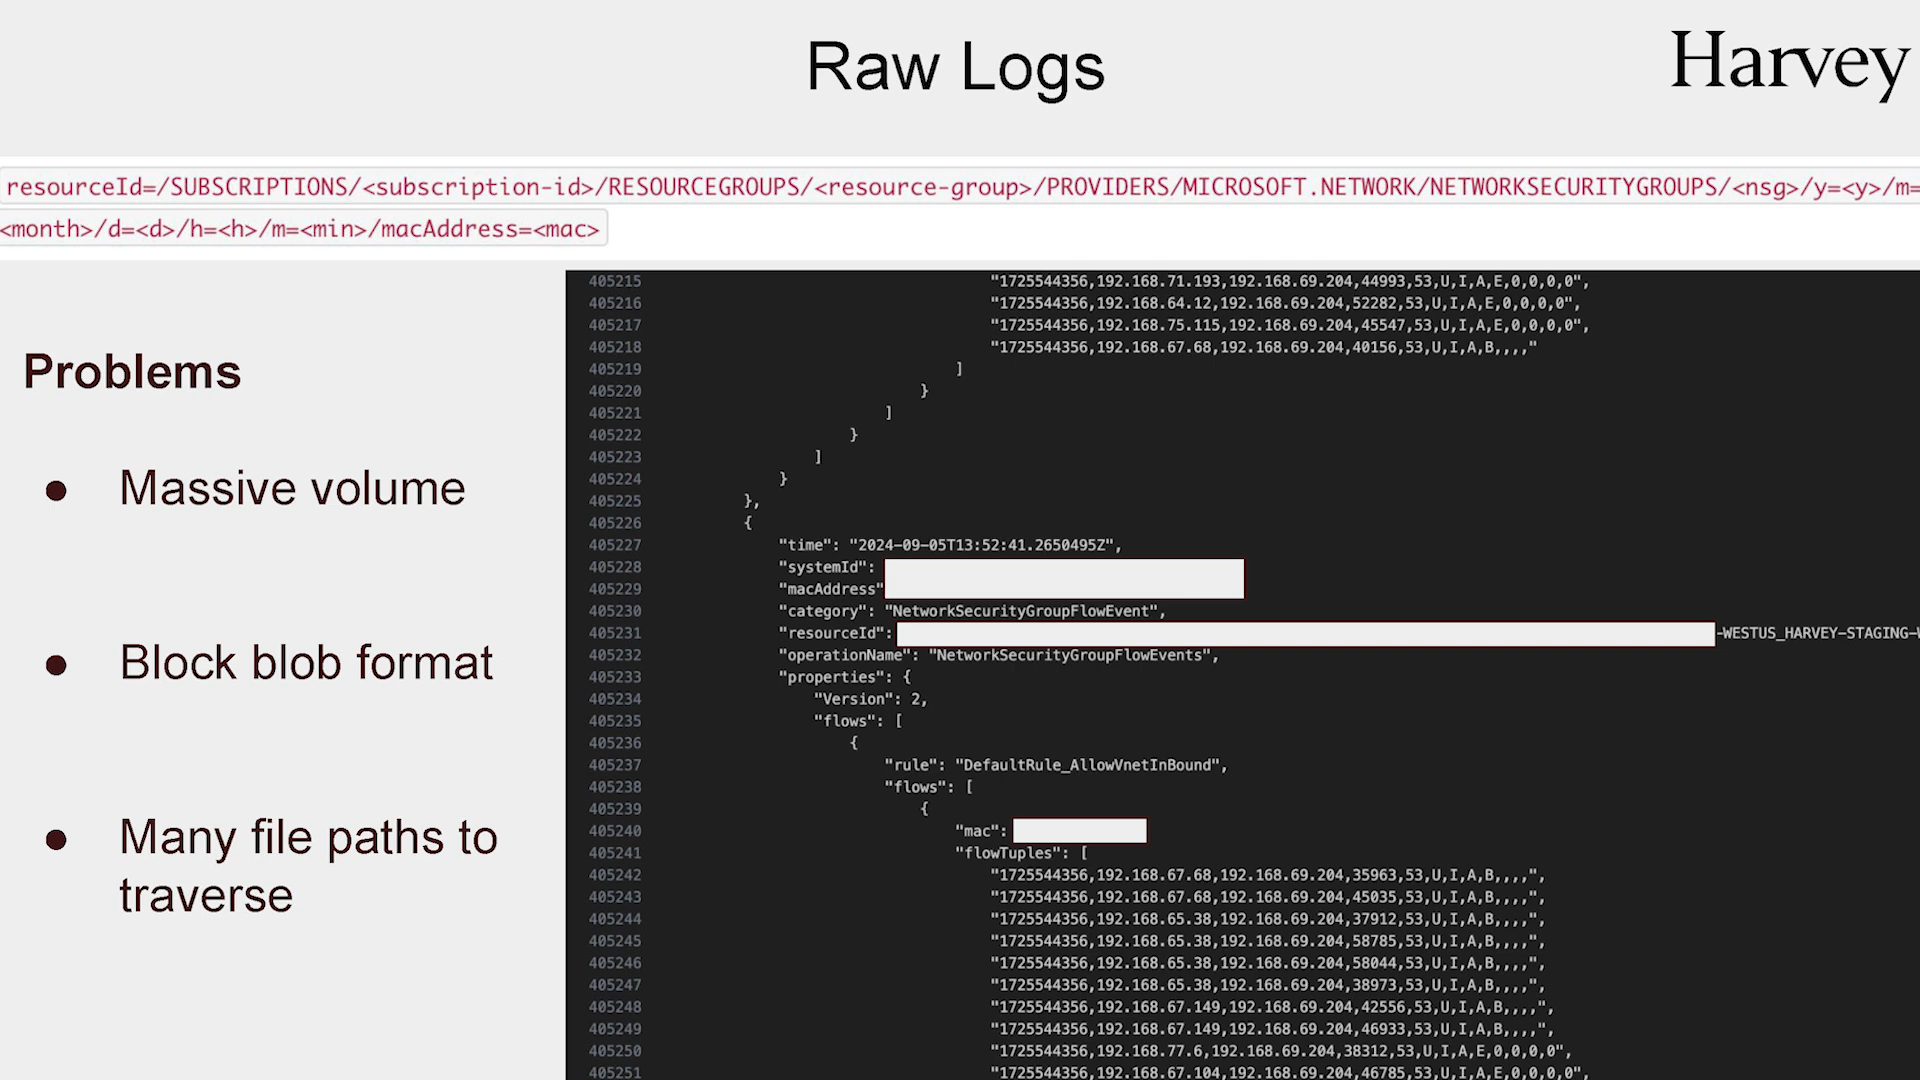 Raw Logs
Harvey
resourceId=/SUBSCRIPTIONS/<subscription-id>/RESOURCEGROUPS/<resource-group>/PROVIDERS/MICROSOFT.NETWORK/NETWORKSECURITYGROUPS/<nsg>/y=<y>/m=
<month>/d=<d>/h=<h>/m=<min>/macAddress=<mac>
Problems
● Massive volume
● Block blob format
● Many file paths to
traverse
405215 "1725544356,192.168.71.193,192.168.69.204,44993,53,U,I,A,E,0,0,0,0",
405216 "1725544356,192.168.64.12,192.168.69.204,52282,53,U,I,A,E,0,0,0,0",
405217 "1725544356,192.168.75.115,192.168.69.204,45547,53,U,I,A,E,0,0,0,0",
405218 "1725544356,192.168.67.68,192.168.69.204,40156,53,U,I,A,B,,,,"
405219 ]
405220 }
405221 ]
405222 }
405223 ]
405224 }
405225 },
405226 {
405227 "time": "2024-09-05T13:52:41.2650495Z",
405228 "systemId":
405229 "macAddress"
405230 "category": "NetworkSecurityGroupFlowEvent",
405231 "resourceId": -WESTUS_HARVEY-STAGING-
405232 "operationName": "NetworkSecurityGroupFlowEvents",
405233 "properties": {
405234 "Version": 2,
405235 "flows": [
405236 {
405237 "rule": "DefaultRule_AllowVnetInBound",
405238 "flows": [
405239 {
405240 "mac":
405241 "flowTuples": [
405242 "1725544356,192.168.67.68,192.168.69.204,35963,53,U,I,A,B,,,,",
405243 "1725544356,192.168.67.68,192.168.69.204,45035,53,U,I,A,B,,,,",
405244 "1725544356,192.168.65.38,192.168.69.204,37912,53,U,I,A,B,,,,",
405245 "1725544356,192.168.65.38,192.168.69.204,58785,53,U,I,A,B,,,,",
405246 "1725544356,192.168.65.38,192.168.69.204,58044,53,U,I,A,B,,,,",
405247 "1725544356,192.168.65.38,192.168.69.204,38973,53,U,I,A,B,,,,",
405248 "1725544356,192.168.67.149,192.168.69.204,42556,53,U,I,A,B,,,,",
405249 "1725544356,192.168.67.149,192.168.69.204,46933,53,U,I,A,B,,,,",
405250 "1725544356,192.168.77.6,192.168.69.204,38312,53,U,I,A,E,0,0,0,0",
405251 "1725544356,192.168.67.104,192.168.69.204,46785,53,U,I,A,E,0,0,0,0",